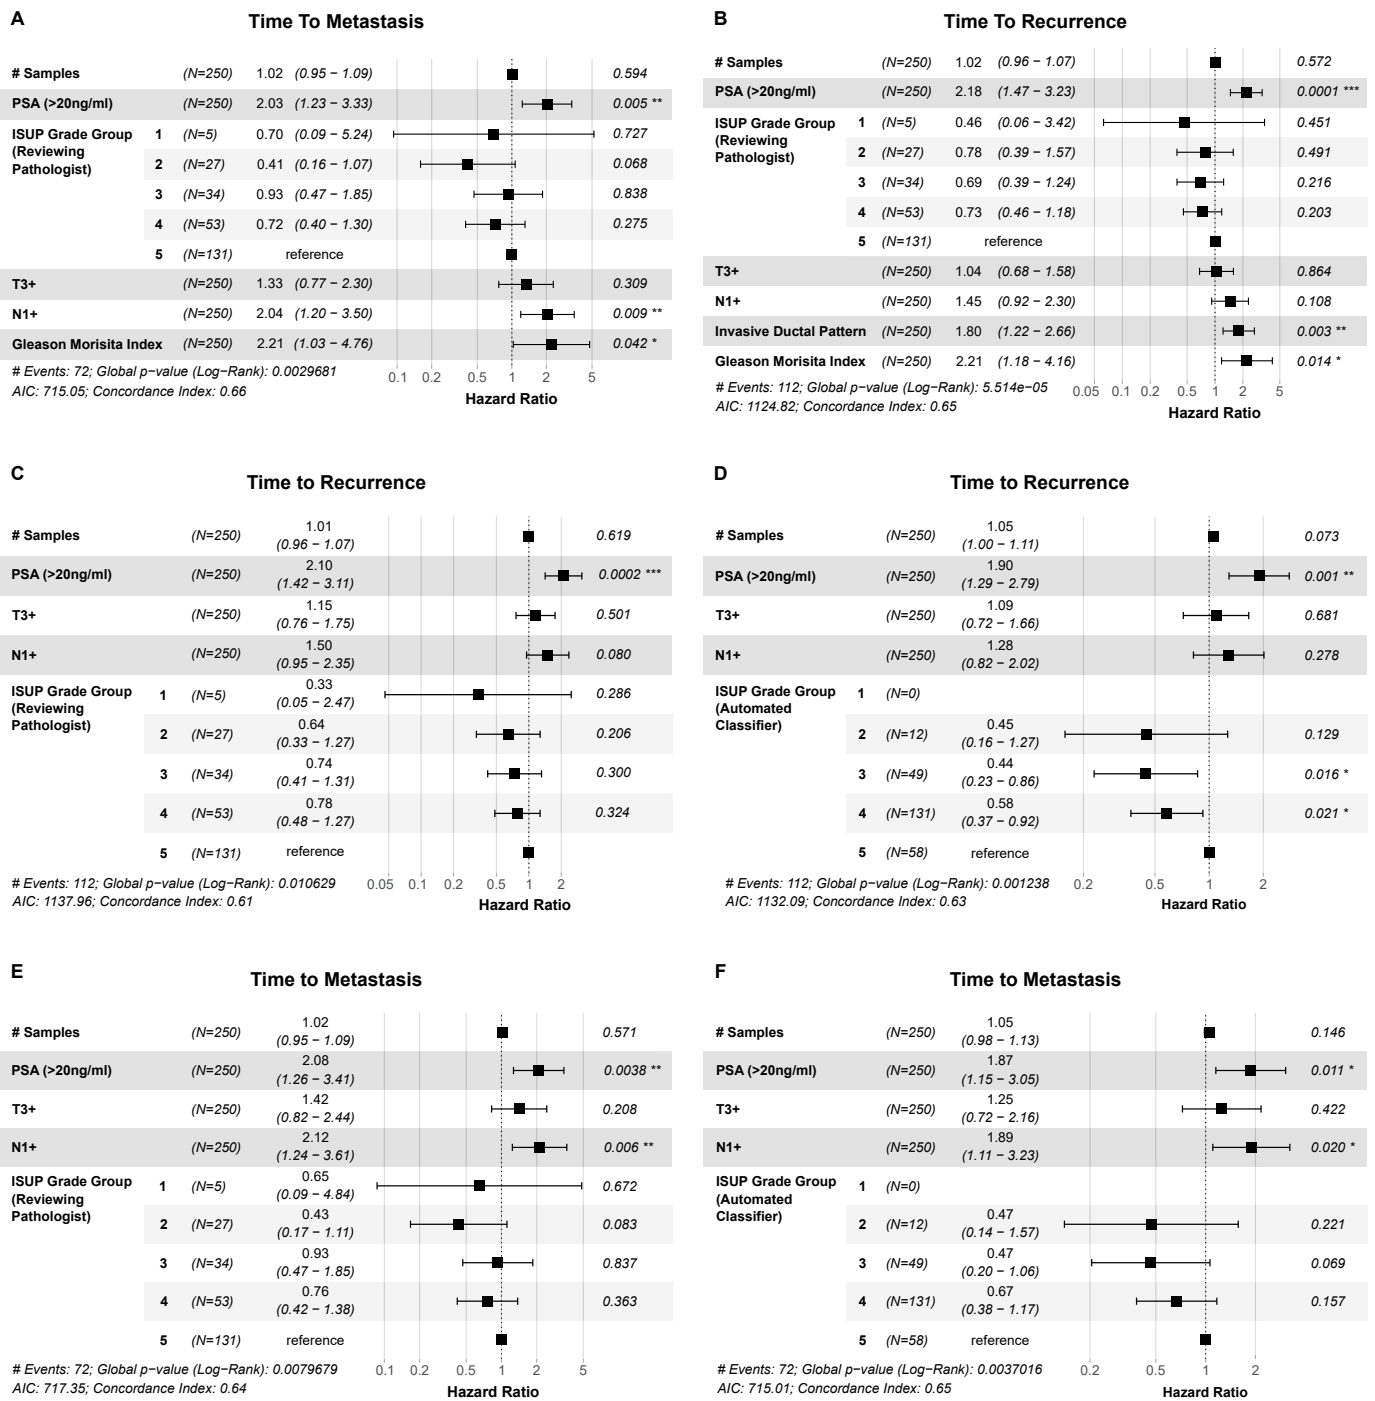 A
Time To Metastasis
# Samples (N=250) 1.02 (0.95 − 1.09) 0.594
PSA (>20ng/ml) (N=250) 2.03 (1.23 − 3.33) 0.005 **
ISUP Grade Group (Reviewing Pathologist) 1 (N=5) 0.70 (0.09 − 5.24) 0.727
2 (N=27) 0.41 (0.16 − 1.07) 0.068
3 (N=34) 0.93 (0.47 − 1.85) 0.838
4 (N=53) 0.72 (0.40 − 1.30) 0.275
5 (N=131) reference
T3+ (N=250) 1.33 (0.77 − 2.30) 0.309
N1+ (N=250) 2.04 (1.20 − 3.50) 0.009 **
Gleason Morisita Index (N=250) 2.21 (1.03 − 4.76) 0.042 *
# Events: 72; Global p−value (Log−Rank): 0.0029681
AIC: 715.05; Concordance Index: 0.66
0.1 0.2 0.5 1 2 5
Hazard Ratio
B
Time To Recurrence
# Samples (N=250) 1.02 (0.96 − 1.07) 0.572
PSA (>20ng/ml) (N=250) 2.18 (1.47 − 3.23) 0.0001 ***
ISUP Grade Group (Reviewing Pathologist) 1 (N=5) 0.46 (0.06 − 3.42) 0.451
2 (N=27) 0.78 (0.39 − 1.57) 0.491
3 (N=34) 0.69 (0.39 − 1.24) 0.216
4 (N=53) 0.73 (0.46 − 1.18) 0.203
5 (N=131) reference
T3+ (N=250) 1.04 (0.68 − 1.58) 0.864
N1+ (N=250) 1.45 (0.92 − 2.30) 0.108
Invasive Ductal Pattern (N=250) 1.80 (1.22 − 2.66) 0.003 **
Gleason Morisita Index (N=250) 2.21 (1.18 − 4.16) 0.014 *
# Events: 112; Global p−value (Log−Rank): 5.514e−05
AIC: 1124.82; Concordance Index: 0.65
0.05 0.1 0.2 0.5 1 2 5
Hazard Ratio
C
Time to Recurrence
# Samples (N=250) 1.01 (0.96 − 1.07) 0.619
PSA (>20ng/ml) (N=250) 2.10 (1.42 − 3.11) 0.0002 ***
T3+ (N=250) 1.15 (0.76 − 1.75) 0.501
N1+ (N=250) 1.50 (0.95 − 2.35) 0.080
ISUP Grade Group (Reviewing Pathologist) 1 (N=5) 0.33 (0.05 − 2.47) 0.286
2 (N=27) 0.64 (0.33 − 1.27) 0.206
3 (N=34) 0.74 (0.41 − 1.31) 0.300
4 (N=53) 0.78 (0.48 − 1.27) 0.324
5 (N=131) reference
# Events: 112; Global p−value (Log−Rank): 0.010629
AIC: 1137.96; Concordance Index: 0.61
0.05 0.1 0.2 0.5 1 2
Hazard Ratio
D
Time to Recurrence
# Samples (N=250) 1.05 (1.00 − 1.11) 0.073
PSA (>20ng/ml) (N=250) 1.90 (1.29 − 2.79) 0.001 **
T3+ (N=250) 1.09 (0.72 − 1.66) 0.681
N1+ (N=250) 1.28 (0.82 − 2.02) 0.278
ISUP Grade Group (Automated Classifier) 1 (N=0)
2 (N=12) 0.45 (0.16 − 1.27) 0.129
3 (N=49) 0.44 (0.23 − 0.86) 0.016 *
4 (N=131) 0.58 (0.37 − 0.92) 0.021 *
5 (N=58) reference
# Events: 112; Global p−value (Log−Rank): 0.001238
AIC: 1132.09; Concordance Index: 0.63
0.2 0.5 1 2
Hazard Ratio
E
Time to Metastasis
# Samples (N=250) 1.02 (0.95 − 1.09) 0.571
PSA (>20ng/ml) (N=250) 2.08 (1.26 − 3.41) 0.0038 **
T3+ (N=250) 1.42 (0.82 − 2.44) 0.208
N1+ (N=250) 2.12 (1.24 − 3.61) 0.006 **
ISUP Grade Group (Reviewing Pathologist) 1 (N=5) 0.65 (0.09 − 4.84) 0.672
2 (N=27) 0.43 (0.17 − 1.11) 0.083
3 (N=34) 0.93 (0.47 − 1.85) 0.837
4 (N=53) 0.76 (0.42 − 1.38) 0.363
5 (N=131) reference
# Events: 72; Global p−value (Log−Rank): 0.0079679
AIC: 717.35; Concordance Index: 0.64
0.1 0.2 0.5 1 2 5
Hazard Ratio
F
Time to Metastasis
# Samples (N=250) 1.05 (0.98 − 1.13) 0.146
PSA (>20ng/ml) (N=250) 1.87 (1.15 − 3.05) 0.011 *
T3+ (N=250) 1.25 (0.72 − 2.16) 0.422
N1+ (N=250) 1.89 (1.11 − 3.23) 0.020 *
ISUP Grade Group (Automated Classifier) 1 (N=0)
2 (N=12) 0.47 (0.14 − 1.57) 0.221
3 (N=49) 0.47 (0.20 − 1.06) 0.069
4 (N=131) 0.67 (0.38 − 1.17) 0.157
5 (N=58) reference
# Events: 72; Global p−value (Log−Rank): 0.0037016
AIC: 715.01; Concordance Index: 0.65
0.2 0.5 1 2
Hazard Ratio